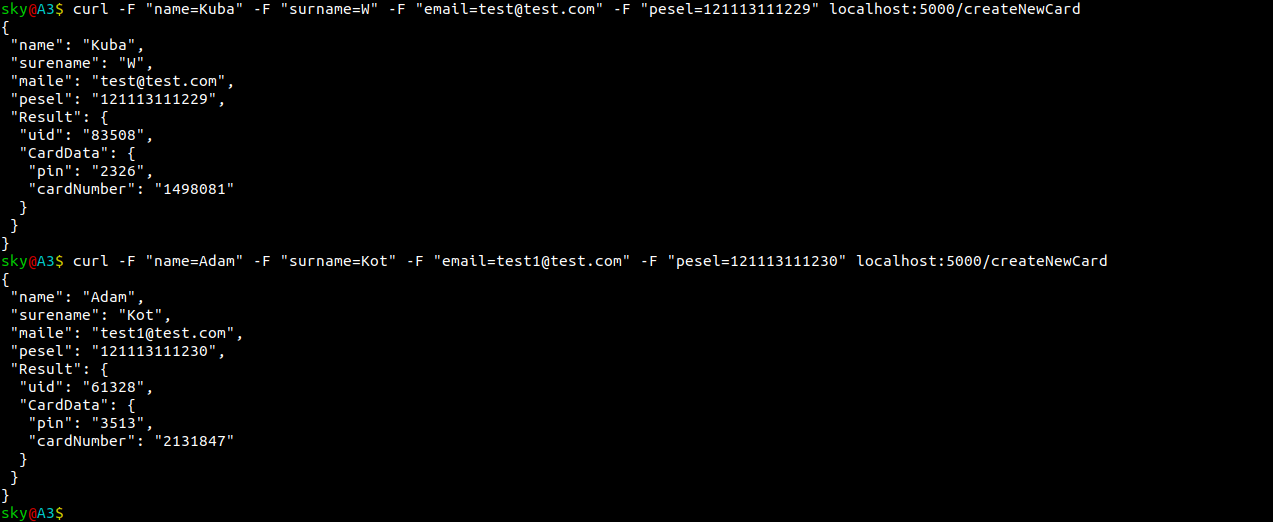 sky@A3$ curl -F "name=Kuba" -F "surname=W" -F "email=test@test.com" -F "pesel=121113111229" localhost:5000/createNewCard
{
 "name": "Kuba",
 "surename": "W",
 "maille": "test@test.com",
 "pesel": "121113111229",
 "Result": {
  "uid": "83508",
  "CardData": {
   "pin": "2326",
   "cardNumber": "1498081"
  }
 }
}
sky@A3$ curl -F "name=Adam" -F "surname=Kot" -F "email=test1@test.com" -F "pesel=121113111230" localhost:5000/createNewCard
{
 "name": "Adam",
 "surename": "Kot",
 "maille": "test1@test.com",
 "pesel": "121113111230",
 "Result": {
  "uid": "61328",
  "CardData": {
   "pin": "3513",
   "cardNumber": "2131847"
  }
 }
}
sky@A3$